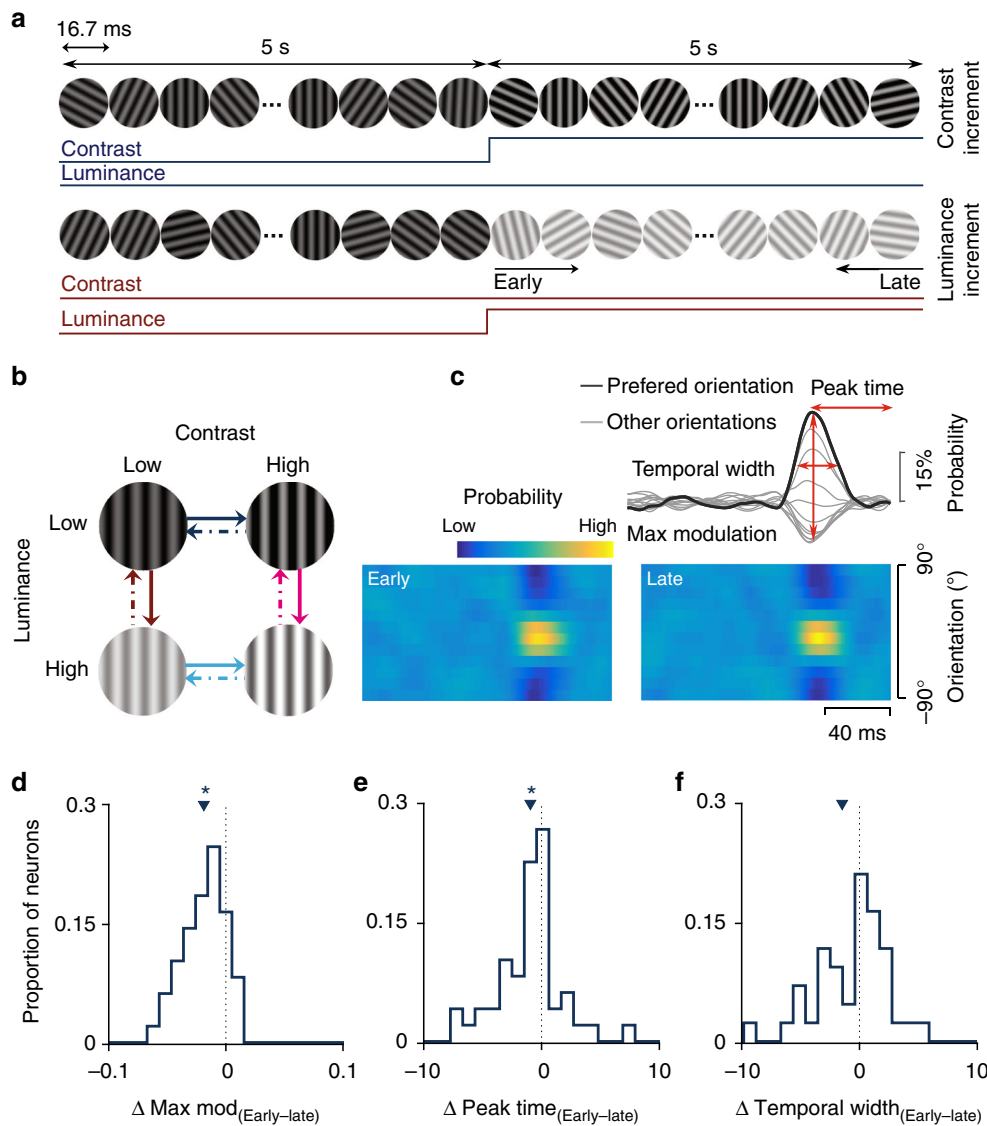 a
16.7 ms
5 s
5 s
...
...
Contrast increment
Contrast
Luminance
...
...
Luminance increment
Early
Late
Contrast
Luminance
b
Contrast
Low
High
Luminance
Low
High
c
Prefered orientation
Other orientations
Peak time
Temporal width
Max modulation
15%
Probability
Probability
Low
High
Early
Late
90°
Orientation (°)
–90°
40 ms
d
*
0.3
0.15
0
Proportion of neurons
–0.1
0
0.1
Δ Max mod(Early–late)
e
*
0.3
0.15
0
–10
0
10
Δ Peak time(Early–late)
f
0.3
0.15
0
–10
0
10
Δ Temporal width(Early–late)